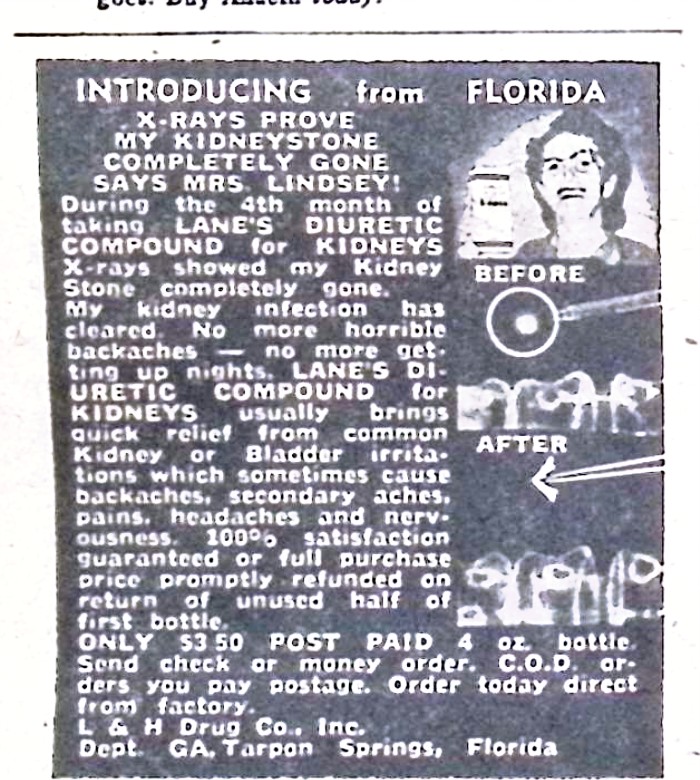 INTRODUCING from FLORIDA
X-RAYS PROVE
MY KIDNEYSTONE
COMPLETELY GONE
SAYS MRS. LINDSEY!
During the 4th month of
taking LANE'S DIURETIC
COMPOUND for KIDNEYS
X-rays showed my Kidney
Stone completely gone.
My kidney infection has
cleared. No more horrible
backaches — no more get-
ting up nights. LANE'S DI-
URETIC COMPOUND for
KIDNEYS usually brings
quick relief from common
Kidney or Bladder irrita-
tions which sometimes cause
backaches, secondary aches,
pains, headaches and nerv-
ousness. 100% satisfaction
guaranteed or full purchase
price promptly refunded on
return of unused half of
first bottle.
BEFORE
AFTER
ONLY $3.50 POST PAID 4 oz. bottle.
Send check or money order. C.O.D. or-
ders you pay postage. Order today direct
from factory.
L & H Drug Co., Inc.
Dept. GA, Tarpon Springs, Florida